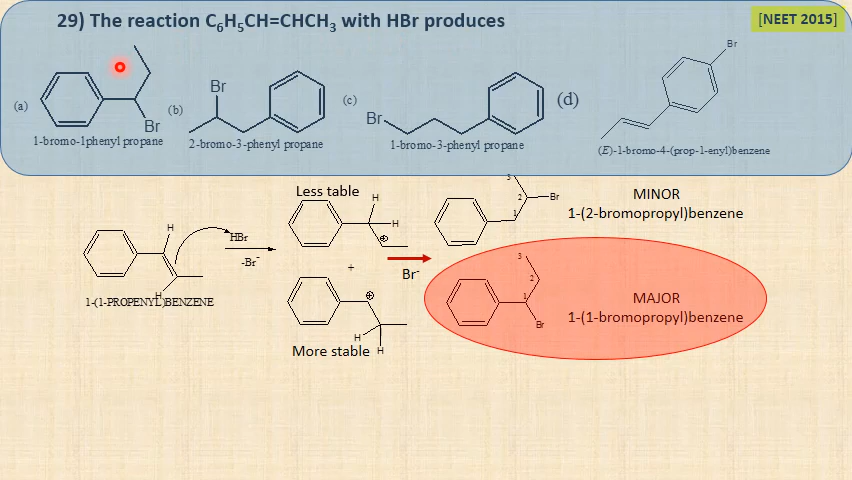 29) The reaction C₆H₅CH=CHCH₃ with HBr produces
[NEET 2015]
(a)
Br
1-bromo-1phenyl propane
(b)
Br
2-bromo-3-phenyl propane
(c)
Br
1-bromo-3-phenyl propane
(d)
Br
(E)-1-bromo-4-(prop-1-enyl)benzene
H
H
1-(1-PROPENYL)BENZENE
HBr
-Br⁻
Less table
H
H
⊕
+
⊕
H
H
More stable
Br⁻
3
2
1
Br
MINOR
1-(2-bromopropyl)benzene
3
2
1
Br
MAJOR
1-(1-bromopropyl)benzene